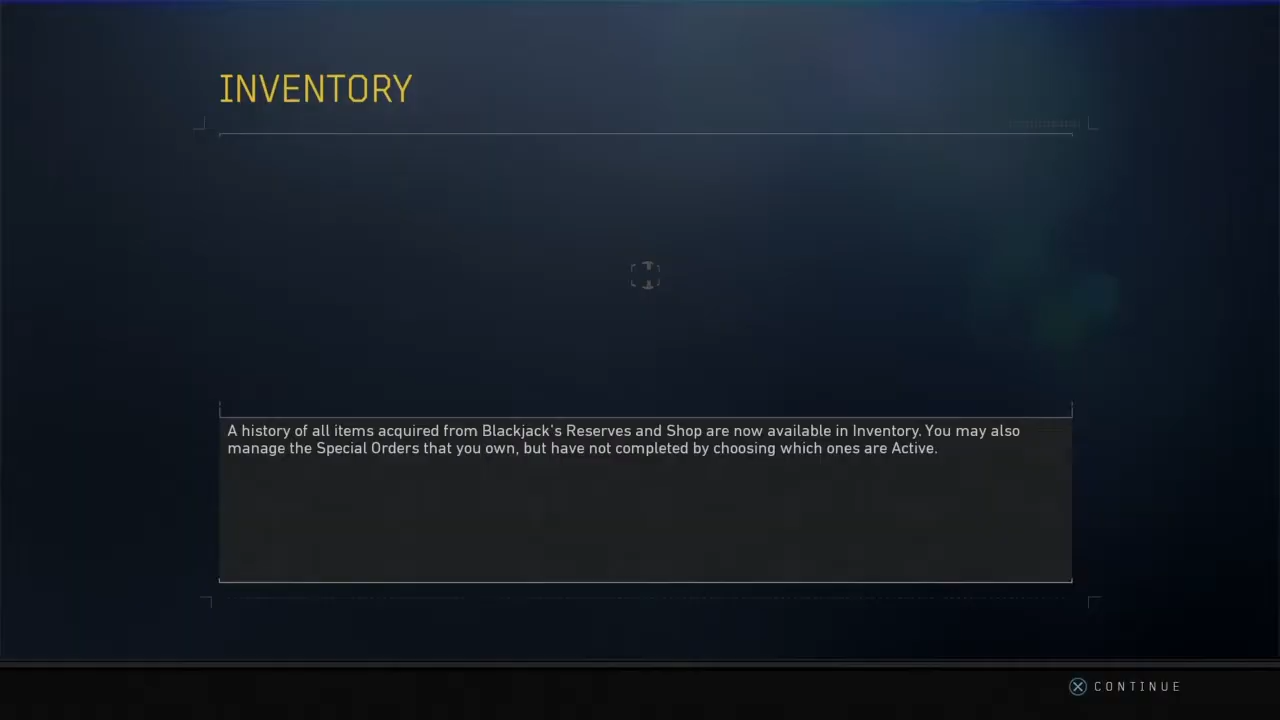 INVENTORY
A history of all items acquired from Blackjack's Reserves and Shop are now available in Inventory. You may also
manage the Special Orders that you own, but have not completed by choosing which ones are Active.
CONTINUE